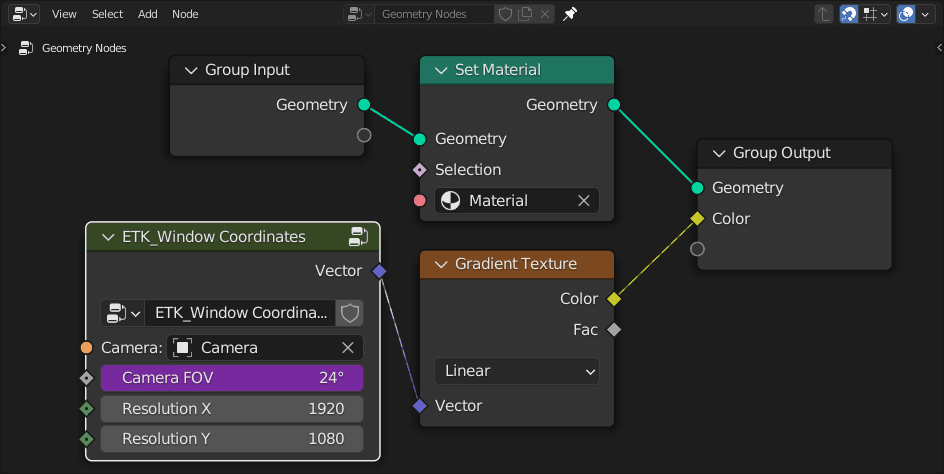 View Select Add Node Geometry Nodes
Geometry Nodes
Group Input
Geometry
Set Material
Geometry
Geometry
Selection
Material
Group Output
Geometry
Color
ETK_Window Coordinates
Vector
ETK_Window Coordina...
Camera: Camera
Camera FOV 24°
Resolution X 1920
Resolution Y 1080
Gradient Texture
Color
Fac
Linear
Vector